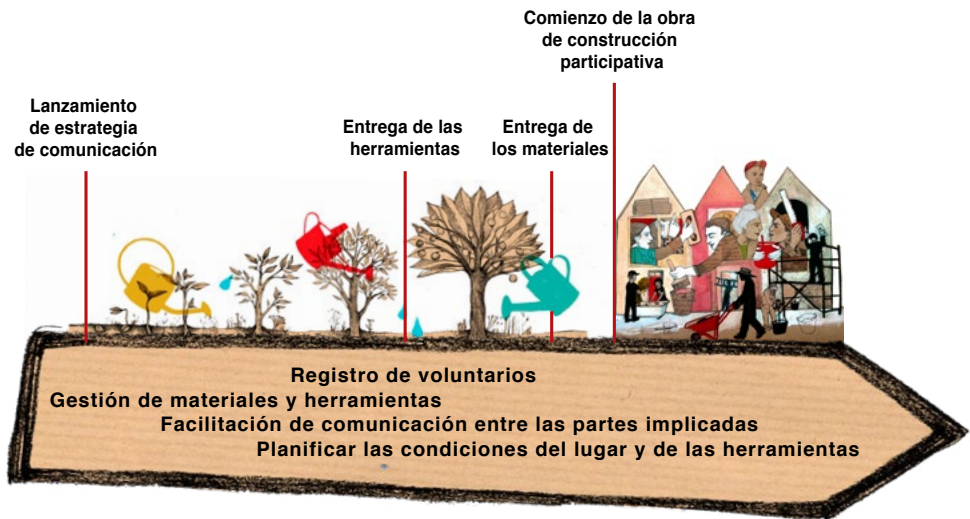 Comienzo de la obra
de construcción
participativa
Lanzamiento
de estrategia
de comunicación
Entrega de las
herramientas
Entrega de
los materiales
Registro de voluntarios
Gestión de materiales y herramientas
Facilitación de comunicación entre las partes implicadas
Planificar las condiciones del lugar y de las herramientas